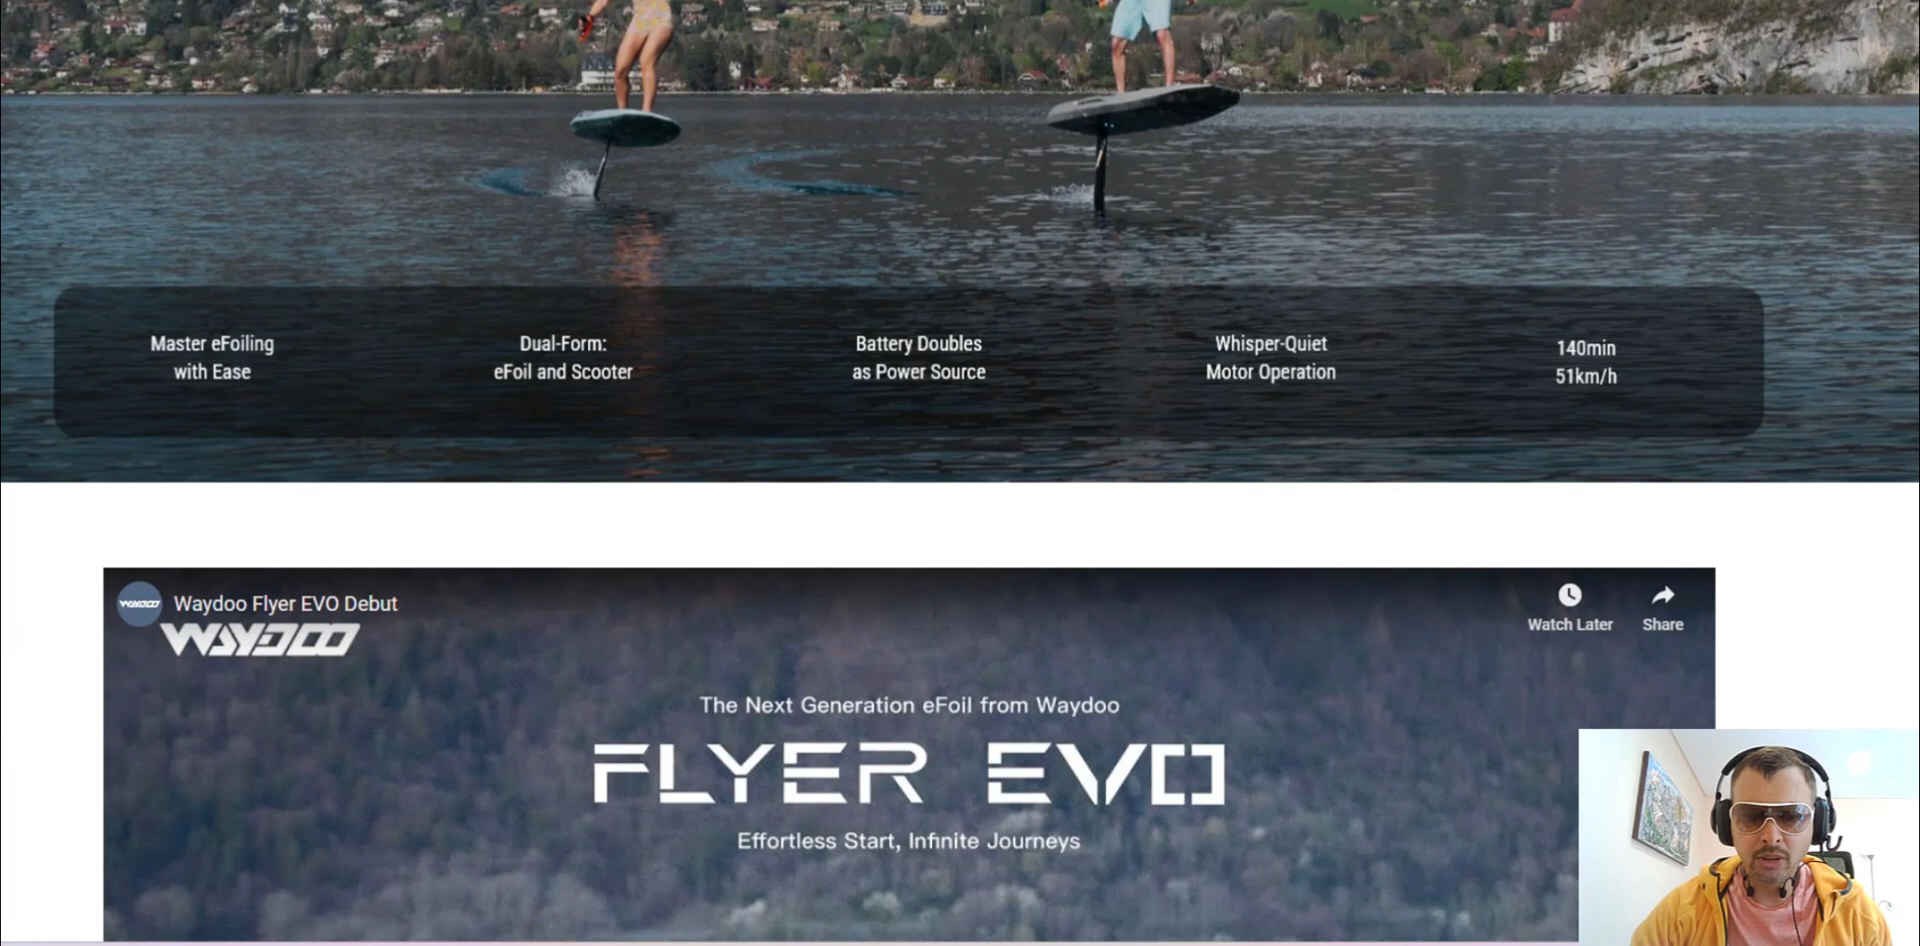 Master eFoiling
with Ease
Dual-Form:
eFoil and Scooter
Battery Doubles
as Power Source
Whisper-Quiet
Motor Operation
140min
51km/h
WAYDOO
Waydoo Flyer EVO Debut
Watch Later
Share
WAYDOO
The Next Generation eFoil from Waydoo
FLYER EVO
Effortless Start, Infinite Journeys